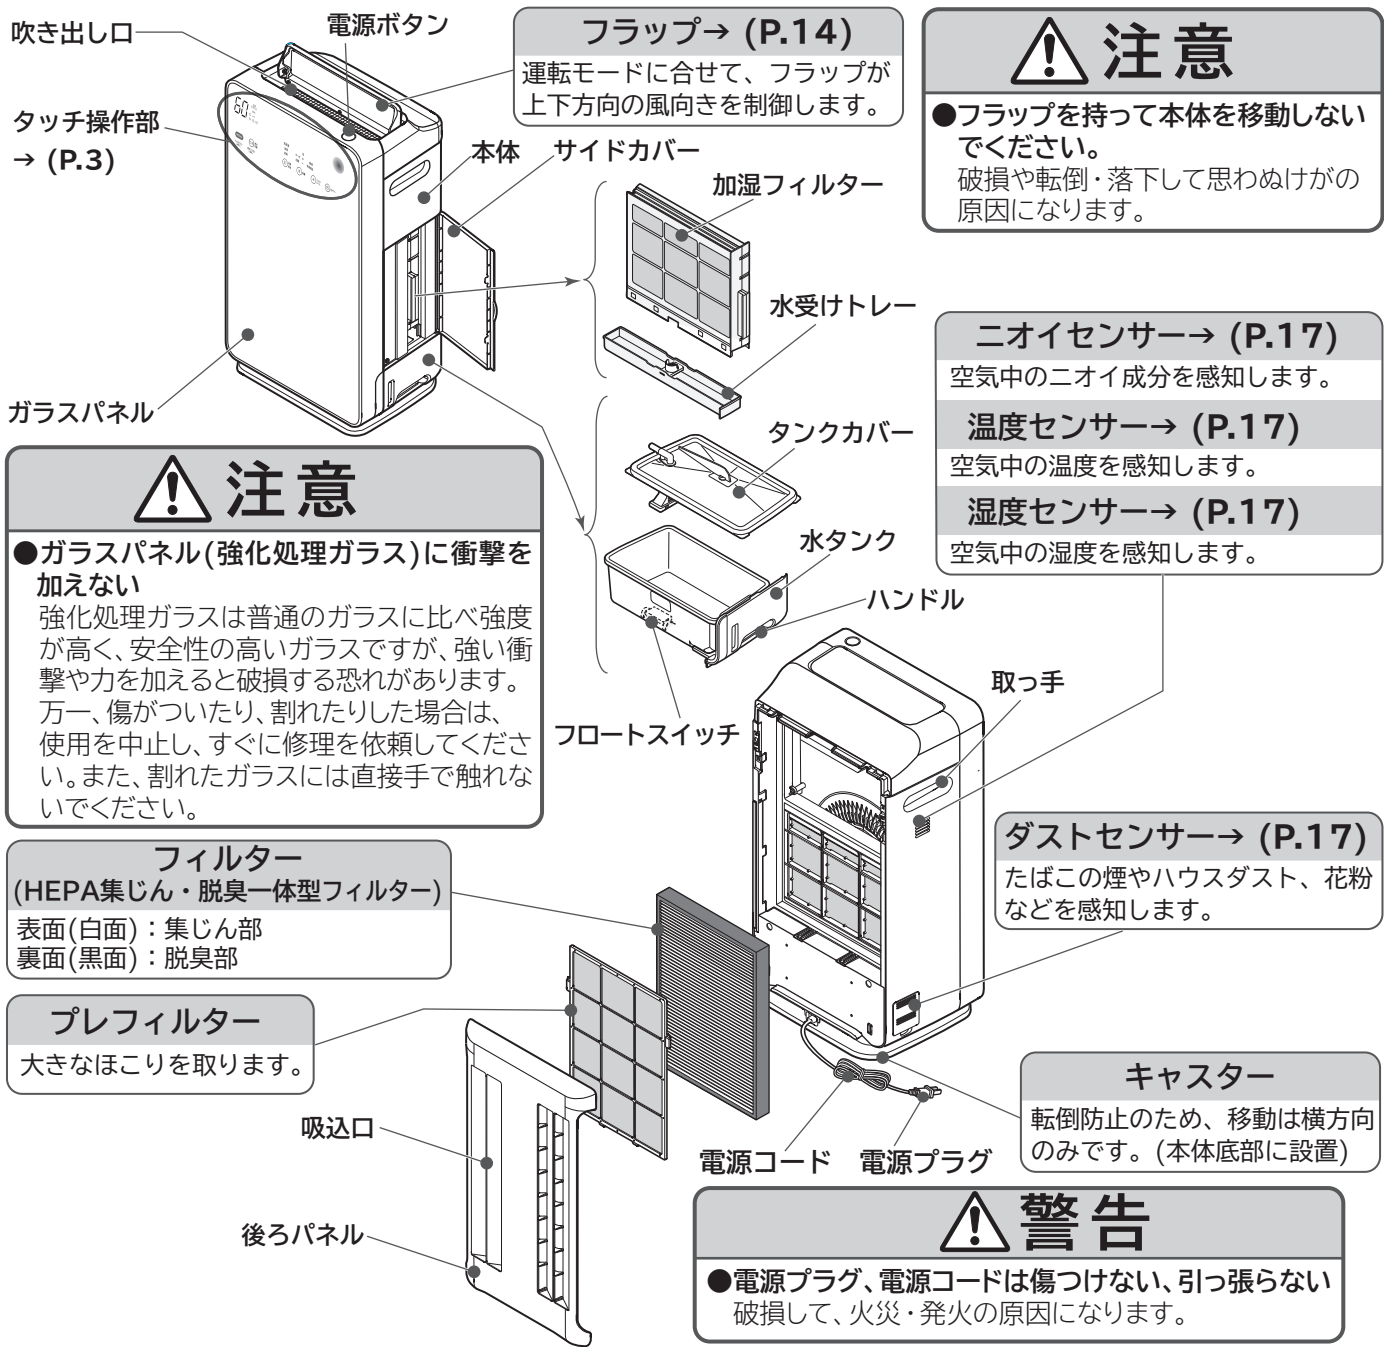 吹き出し口
電源ボタン
フラップ→ (P.14)
運転モードに合せて、フラップが
上下方向の風向きを制御します。
注意
●フラップを持って本体を移動しない
でください。
破損や転倒・落下して思わぬけがの
原因になります。
タッチ操作部
→ (P.3)
本体
サイドカバー
加湿フィルター
水受けトレー
ガラスパネル
タンクカバー
水タンク
ハンドル
フロートスイッチ
注意
●ガラスパネル(強化処理ガラス)に衝撃を
加えない
強化処理ガラスは普通のガラスに比べ強度
が高く、安全性の高いガラスですが、強い衝
撃や力を加えると破損する恐れがあります。
万一、傷がついたり、割れたりした場合は、
使用を中止し、すぐに修理を依頼してくださ
い。また、割れたガラスには直接手で触れな
いでください。
ニオイセンサー→ (P.17)
空気中のニオイ成分を感知します。
温度センサー→ (P.17)
空気中の温度を感知します。
湿度センサー→ (P.17)
空気中の湿度を感知します。
取っ手
ダストセンサー→ (P.17)
たばこの煙やハウスダスト、花粉
などを感知します。
フィルター
(HEPA集じん・脱臭一体型フィルター)
表面(白面)：集じん部
裏面(黒面)：脱臭部
プレフィルター
大きなほこりを取ります。
吸込口
後ろパネル
電源コード
電源プラグ
キャスター
転倒防止のため、移動は横方向
のみです。(本体底部に設置)
警告
●電源プラグ、電源コードは傷つけない、引っ張らない
破損して、火災・発火の原因になります。